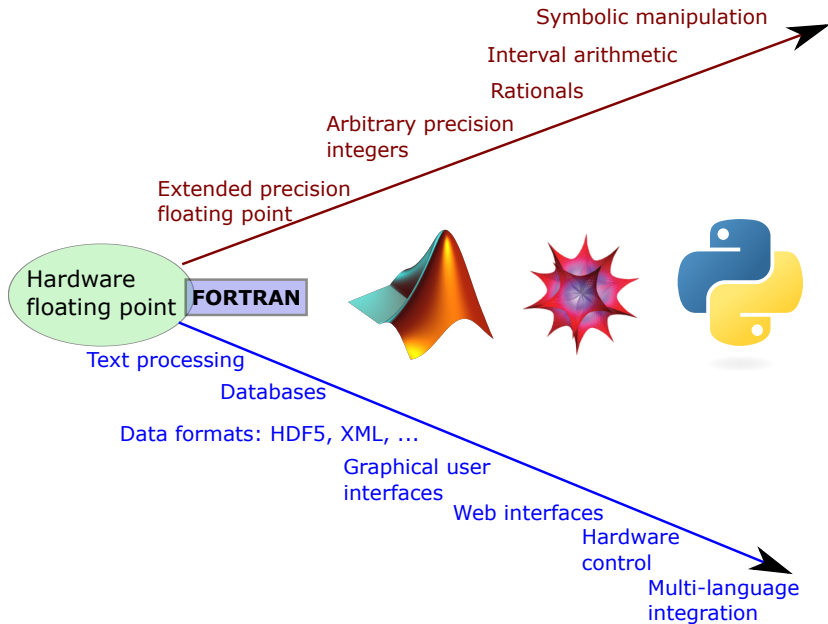 Symbolic manipulation
Interval arithmetic
Rationals
Arbitrary precision
integers
Extended precision
floating point
Hardware
floating point
FORTRAN
Text processing
Databases
Data formats: HDF5, XML, ...
Graphical user
interfaces
Web interfaces
Hardware
control
Multi-language
integration